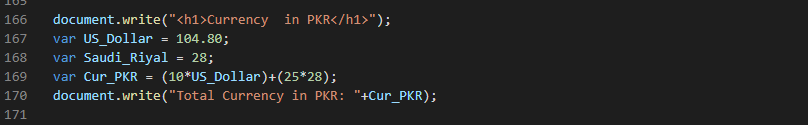 165
166 document.write("<h1>Currency  in PKR</h1>");
167 var US_Dollar = 104.80;
168 var Saudi_Riyal = 28;
169 var Cur_PKR = (10*US_Dollar)+(25*28);
170 document.write("Total Currency in PKR: "+Cur_PKR);
171